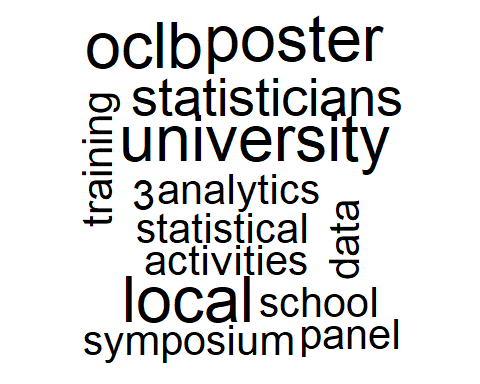 oclb poster
statisticians
training
university
3 analytics
statistical
data
activities
local school
symposium panel